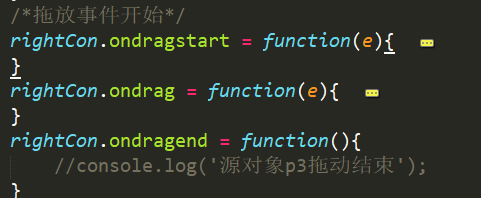 /*拖放事件开始*/
rightCon.ondragstart = function(e){
}
rightCon.ondrag = function(e){
}
rightCon.ondragend = function(){
//console.log('源对象p3拖动结束');
}